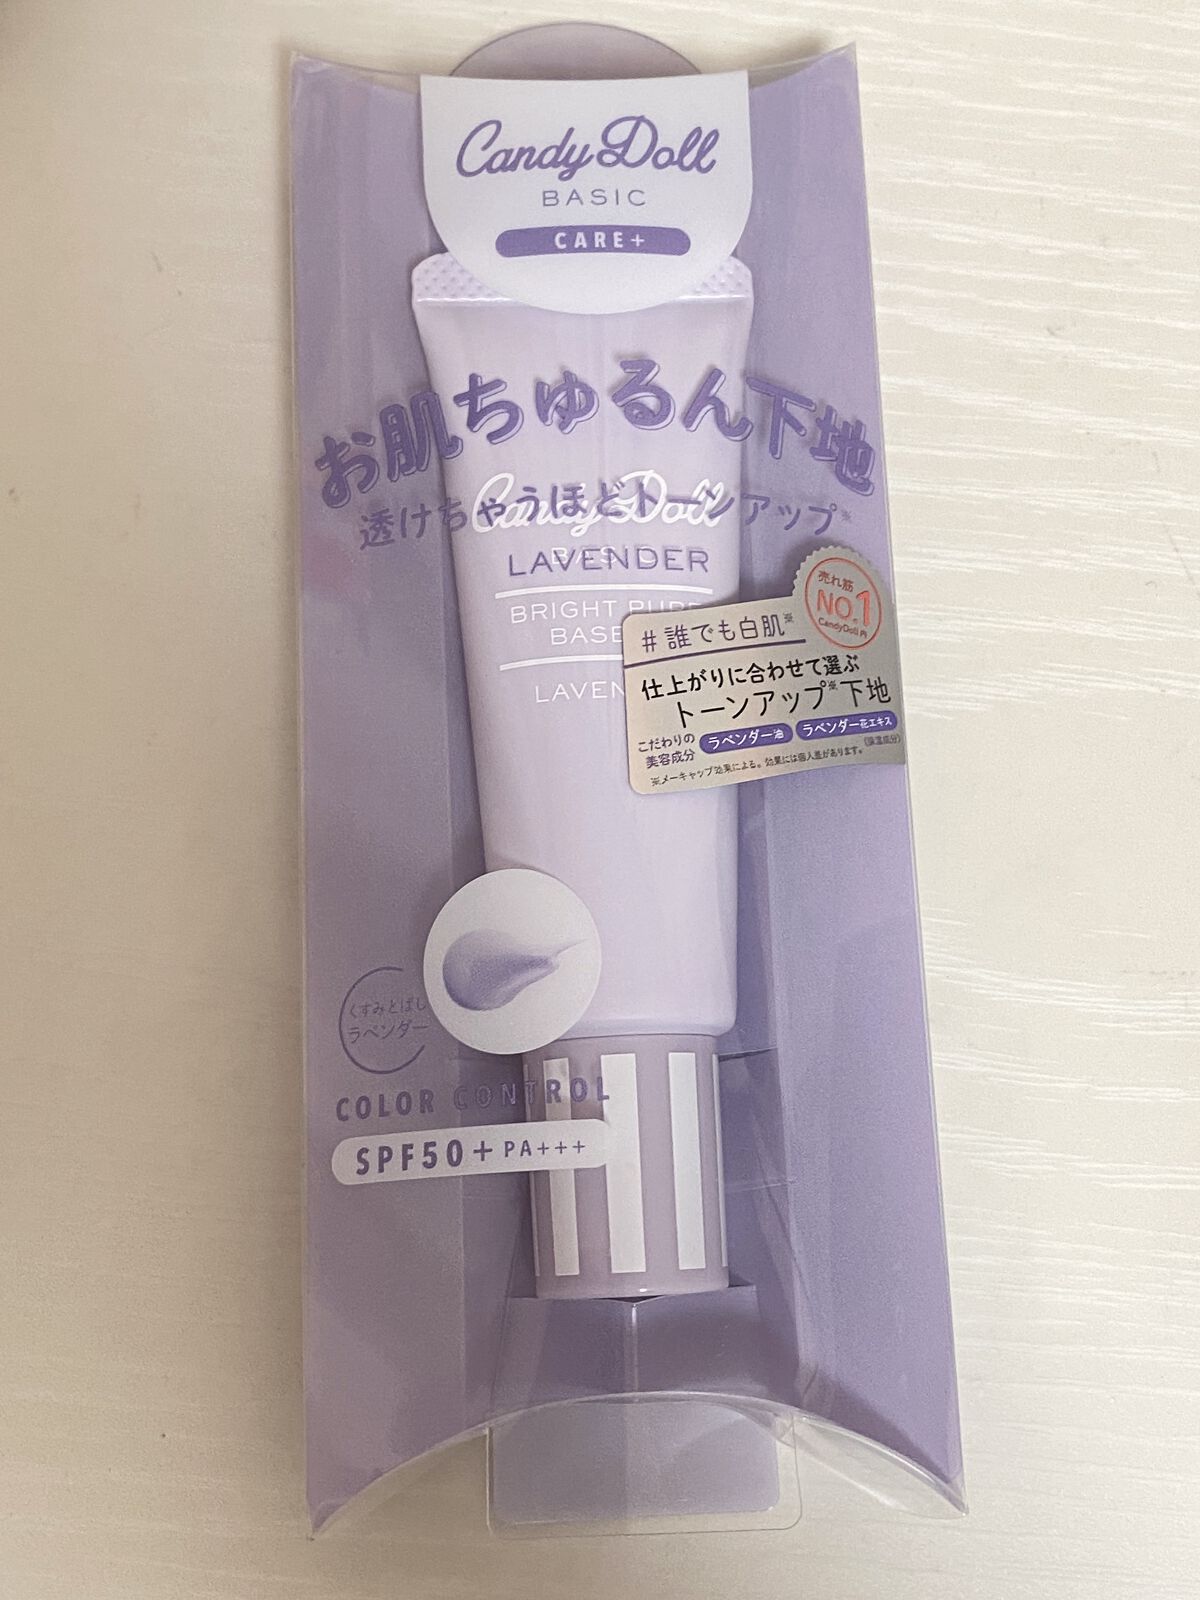 Candy Doll
BASIC
CARE+
お肌ちゅるん下地
透けちゃうほどトーンアップ※
Candy Doll
BASIC
LAVENDER
BRIGHT PURE
BASE
LAVEN
売れ筋
NO.1
CandyDoll内
#誰でも白肌※
仕上がりに合わせて選ぶ
トーンアップ※下地
こだわりの
美容成分
ラベンダー油 ラベンダー花エキス
(保湿成分)
※メーキャップ効果による。効果には個人差があります。
くすみとばし
ラベンダー
COLOR CONTROL
SPF50+ PA+++